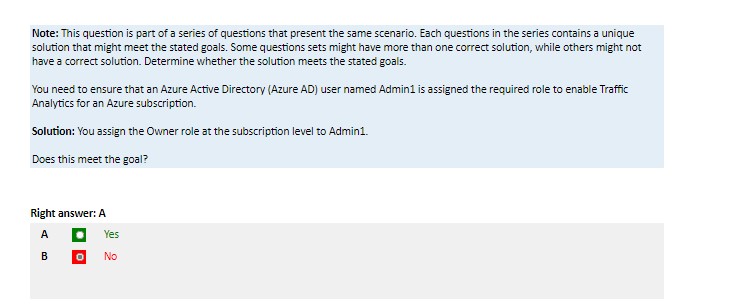 Note: This question is part of a series of questions that present the same scenario. Each questions in the series contains a unique
solution that might meet the stated goals. Some questions sets might have more than one correct solution, while others might not
have a correct solution. Determine whether the solution meets the stated goals.
You need to ensure that an Azure Active Directory (Azure AD) user named Admin1 is assigned the required role to enable Traffic
Analytics for an Azure subscription.
Solution: You assign the Owner role at the subscription level to Admin1.
Does this meet the goal?
Right answer: A
A Yes
B No